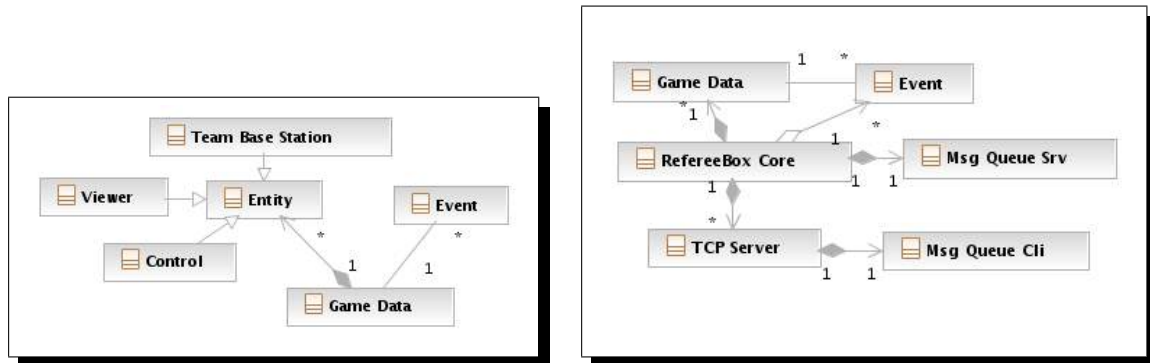 Team Base Station
Viewer
Entity
Event
*
*
Control
1
1
Game Data
1
*
Game Data
Event
*
1
*
1
RefereeBox Core
Msg Queue Srv
1
1
1
*
TCP Server
Msg Queue Cli
1
1